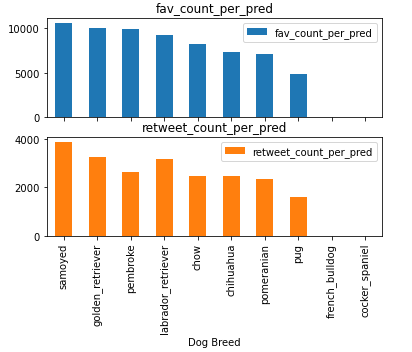 fav_count_per_pred
fav_count_per_pred
10000
5000
0
retweet_count_per_pred
retweet_count_per_pred
4000
2000
0
samoyed
golden_retriever
pembroke
labrador_retriever
chow
chihuahua
pomeranian
pug
french_bulldog
cocker_spaniel
Dog Breed